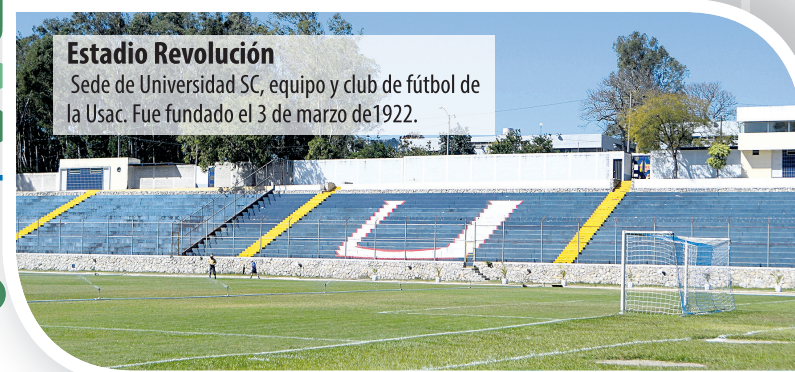 Estadio Revolución
Sede de Universidad SC, equipo y club de fútbol de
la Usac. Fue fundado el 3 de marzo de1922.
U